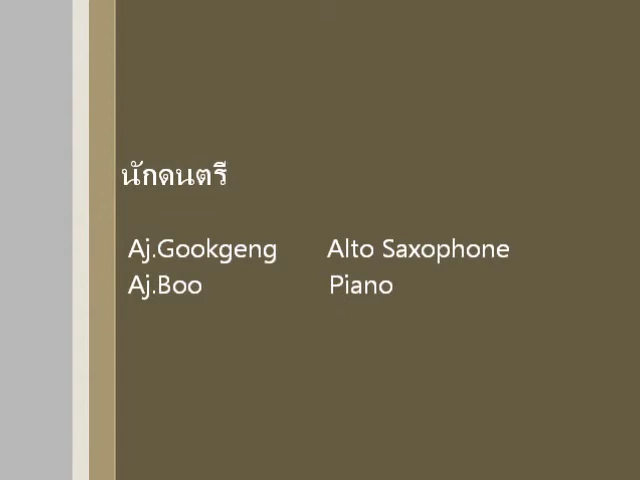 นักดนตรี
Aj.Gookgeng Alto Saxophone
Aj.Boo Piano